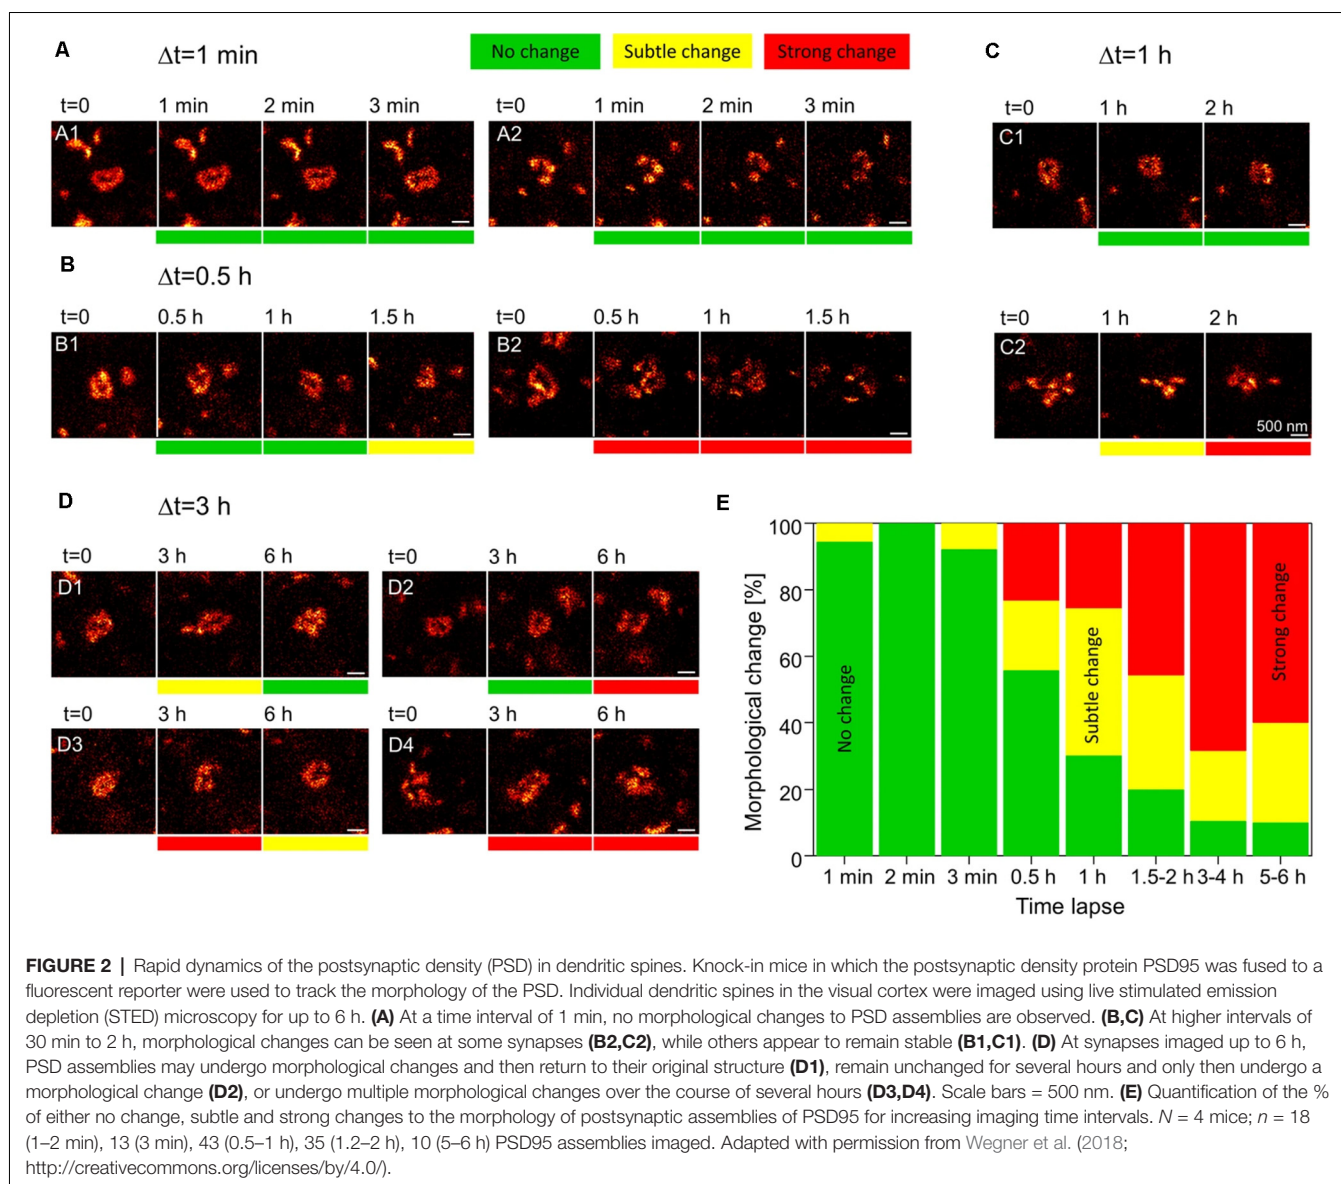 A
Δt=1 min
No change
Subtle change
Strong change
t=0 1 min 2 min 3 min
A1
t=0 1 min 2 min 3 min
A2
C
Δt=1 h
t=0 1 h 2 h
C1
B
Δt=0.5 h
t=0 0.5 h 1 h 1.5 h
B1
t=0 0.5 h 1 h 1.5 h
B2
t=0 1 h 2 h
C2
500 nm
D
Δt=3 h
t=0 3 h 6 h
D1
t=0 3 h 6 h
D2
t=0 3 h 6 h
D3
t=0 3 h 6 h
D4
E
Morphological change [%]
100
80
60
40
20
0
No change
Subtle change
Strong change
1 min 2 min 3 min 0.5 h 1 h 1.5-2 h 3-4 h 5-6 h
Time lapse
FIGURE 2 | Rapid dynamics of the postsynaptic density (PSD) in dendritic spines. Knock-in mice in which the postsynaptic density protein PSD95 was fused to a
fluorescent reporter were used to track the morphology of the PSD. Individual dendritic spines in the visual cortex were imaged using live stimulated emission
depletion (STED) microscopy for up to 6 h. (A) At a time interval of 1 min, no morphological changes to PSD assemblies are observed. (B,C) At higher intervals of
30 min to 2 h, morphological changes can be seen at some synapses (B2,C2), while others appear to remain stable (B1,C1). (D) At synapses imaged up to 6 h,
PSD assemblies may undergo morphological changes and then return to their original structure (D1), remain unchanged for several hours and only then undergo a
morphological change (D2), or undergo multiple morphological changes over the course of several hours (D3,D4). Scale bars = 500 nm. (E) Quantification of the %
of either no change, subtle and strong changes to the morphology of postsynaptic assemblies of PSD95 for increasing imaging time intervals. N = 4 mice; n = 18
(1–2 min), 13 (3 min), 43 (0.5–1 h), 35 (1.2–2 h), 10 (5–6 h) PSD95 assemblies imaged. Adapted with permission from Wegner et al. (2018;
http://creativecommons.org/licenses/by/4.0/).